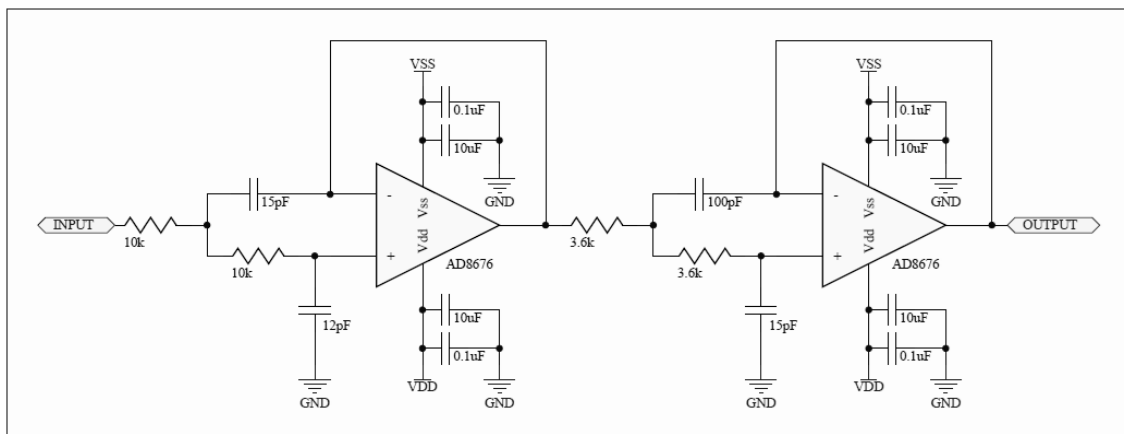 VSS
VSS
0.1uF
0.1uF
10uF
10uF
15pF
-
Vss
GND
100pF
-
Vss
GND
INPUT
OUTPUT
10k
3.6k
10k
+
Vdd
AD8676
3.6k
+
Vdd
AD8676
12pF
10uF
15pF
10uF
0.1uF
0.1uF
GND
VDD
GND
GND
VDD
GND